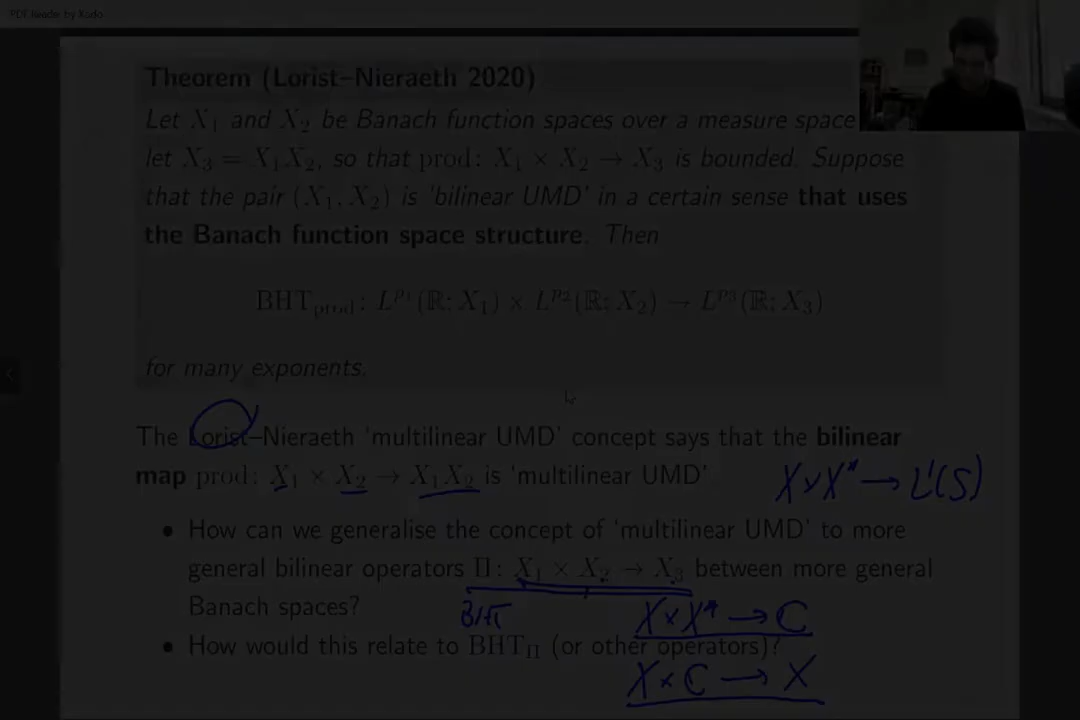 PDF Reader by Xodo
Theorem (Lorist–Nieraeth 2020)
Let X₁ and X₂ be Banach function spaces over a measure space
let X₃ = X₁X₂, so that prod: X₁ × X₂ → X₃ is bounded. Suppose
that the pair (X₁, X₂) is 'bilinear UMD' in a certain sense that uses
the Banach function space structure. Then
BHT_prod : L^{p₁}(ℝ; X₁) × L^{p₂}(ℝ; X₂) → L^{p₃}(ℝ; X₃)
for many exponents.
The Lorist–Nieraeth 'multilinear UMD' concept says that the bilinear
map prod: X₁ × X₂ → X₁X₂ is 'multilinear UMD'
X × X* → L¹(S)
• How can we generalise the concept of 'multilinear UMD' to more
general bilinear operators Π: X₁ × X₂ → X₃ between more general
Banach spaces?
X × X* → ℂ
• How would this relate to BHT_Π (or other operators)?
X × ℂ → X